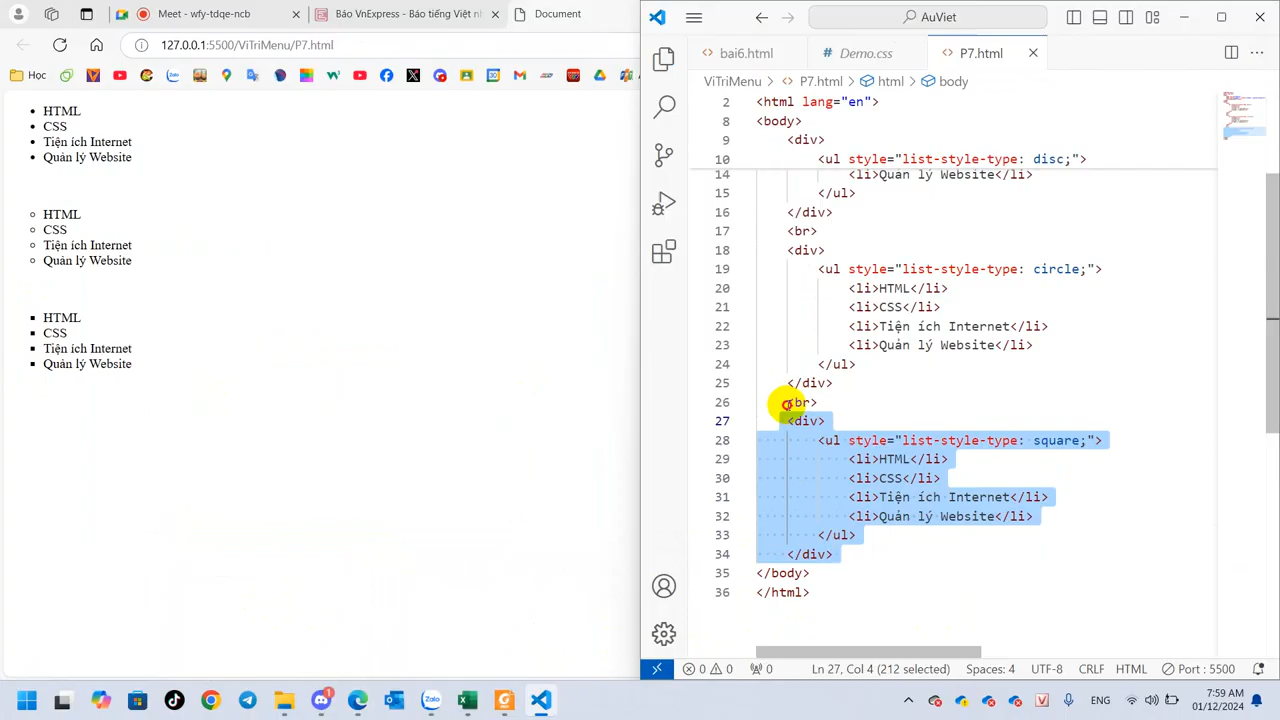 Meet - wfy-tdqe-ncb
Báo VnExpress - Báo tiếng Việt nh
Document
127.0.0.1:5500/ViTriMenu/P7.html
Học
HTML
CSS
Tiện ích Internet
Quản lý Website
HTML
CSS
Tiện ích Internet
Quản lý Website
HTML
CSS
Tiện ích Internet
Quản lý Website
AuViet
bai6.html
Demo.css
P7.html
ViTriMenu > P7.html > html > body
2 <html lang="en">
8 <body>
9 <div>
10 <ul style="list-style-type: disc;">
14 <li>Quản lý Website</li>
15 </ul>
16 </div>
17 <br>
18 <div>
19 <ul style="list-style-type: circle;">
20 <li>HTML</li>
21 <li>CSS</li>
22 <li>Tiện ích Internet</li>
23 <li>Quản lý Website</li>
24 </ul>
25 </div>
26 <br>
27 <div>
28 <ul style="list-style-type: square;">
29 <li>HTML</li>
30 <li>CSS</li>
31 <li>Tiện ích Internet</li>
32 <li>Quản lý Website</li>
33 </ul>
34 </div>
35 </body>
36 </html>
0 0 0 Ln 27, Col 4 (212 selected) Spaces: 4 UTF-8 CRLF HTML Port : 5500
ENG
7:59 AM
01/12/2024